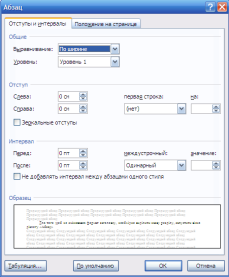 Абзац
Отступы и интервалы Положение на странице
Общие
Выравнивание: По ширине
Уровень: Уровень 1
Отступ
Слева: 0 см первая строка: на:
Справа: 0 см (нет)
Зеркальные отступы
Интервал
Перед: 0 пт междустрочный: значение:
После: 0 пт Одинарный
Не добавлять интервал между абзацами одного стиля
Образец
Табуляция... По умолчанию ОК Отмена